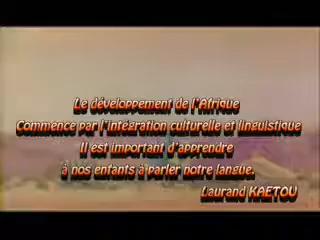 Le développement de l'Afrique
Commence par l'intégration culturelle et linguistique
Il est important d'apprendre
à nos enfants à parler notre langue.
Laurand KAETOU